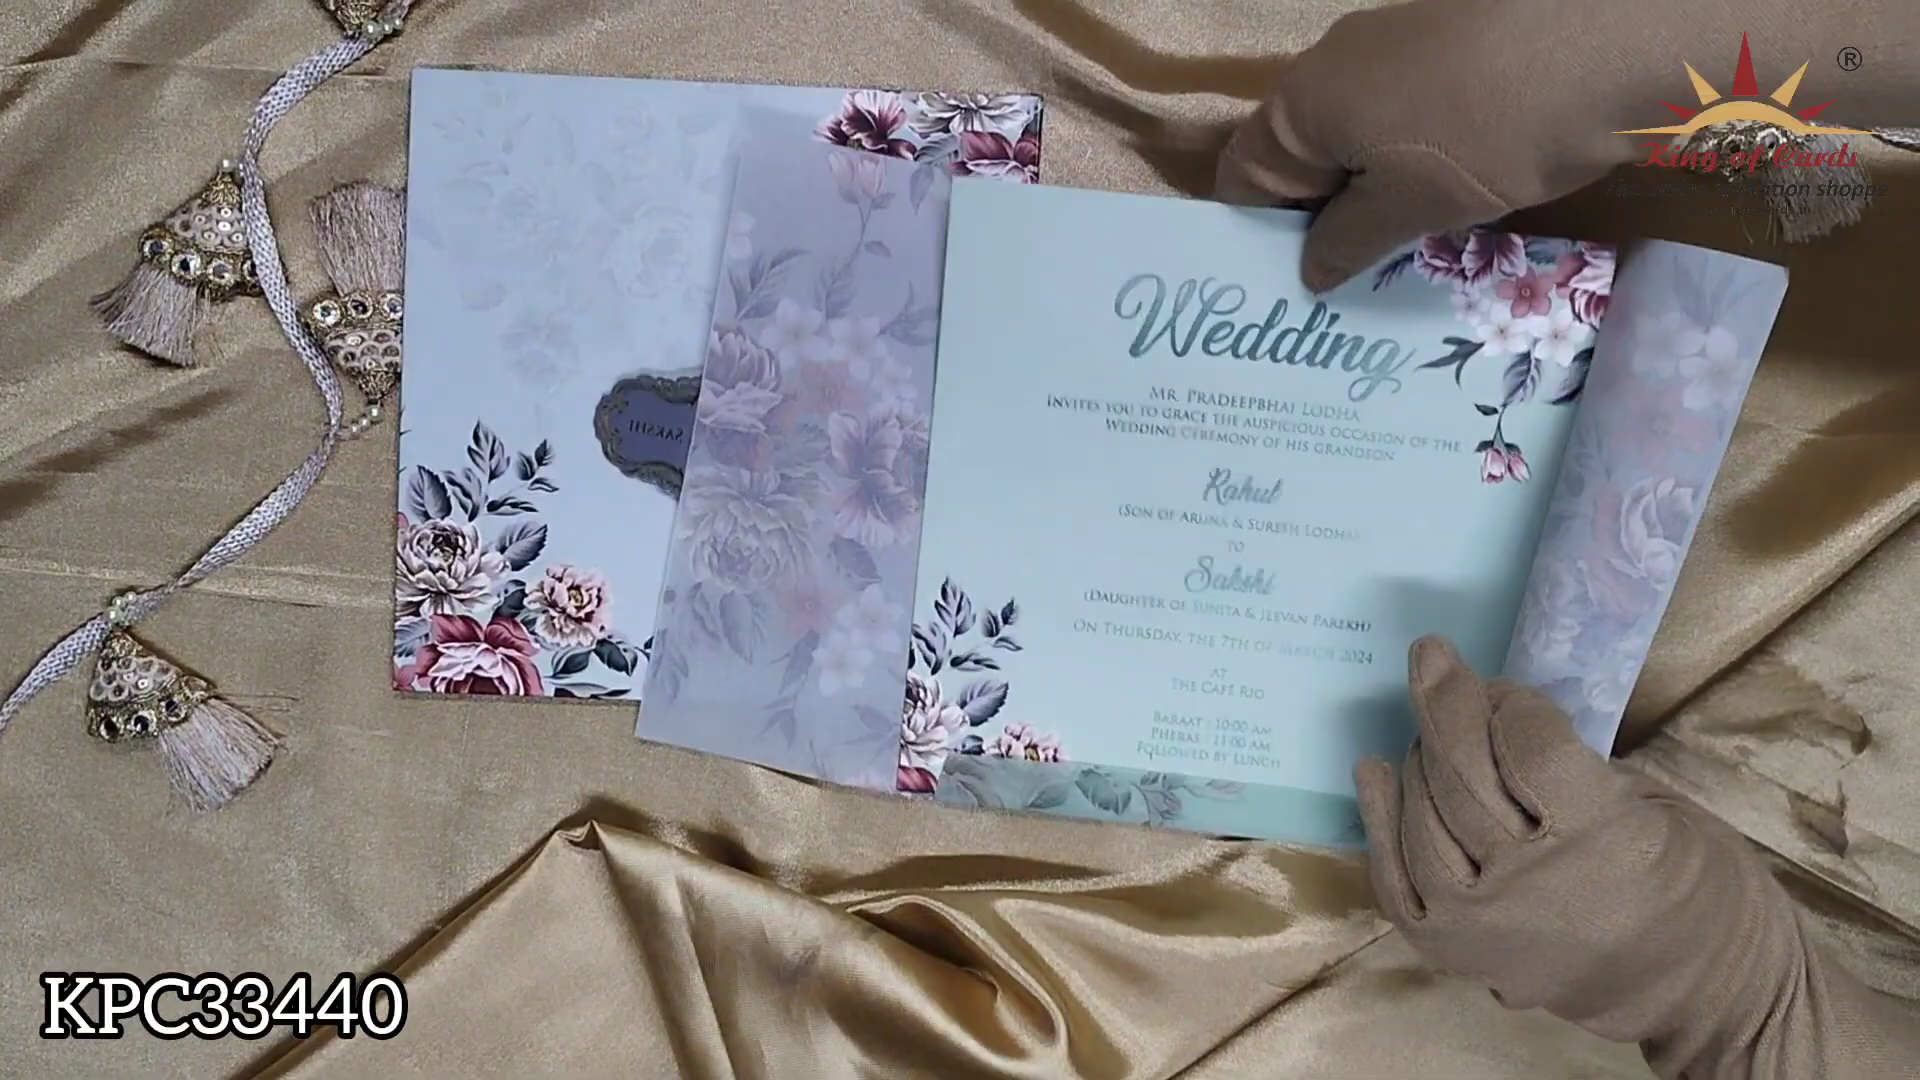 ®
King of Cards
SAKSHI
Wedding
MR. PRADEEPBHAI LODHA
INVITES YOU TO GRACE THE AUSPICIOUS OCCASION OF THE
WEDDING CEREMONY OF HIS GRANDSON
Rahul
(SON OF ARUNA & SURESH LODHA)
TO
Sakshi
(DAUGHTER OF SUNITA & JEEVAN PAREKH)
ON THURSDAY, THE 7TH OF MARCH 2024
AT
THE CAFE RIO
BARAAT : 10:00 AM
PHERAS : 11:00 AM
FOLLOWED BY LUNCH
KPC33440